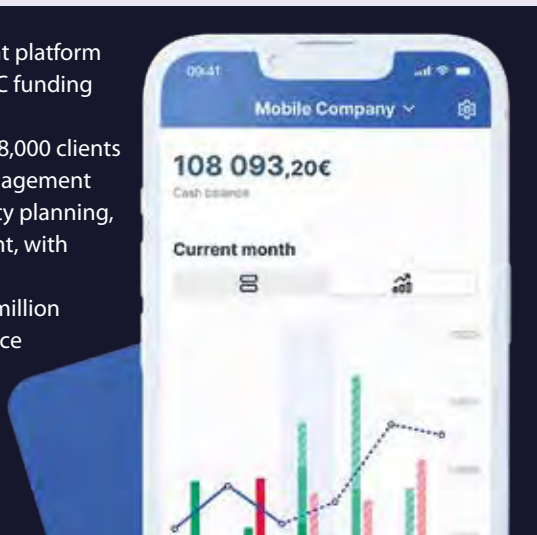 t platform
C funding
8,000 clients
agement
ty planning,
nt, with
million
ce
09:41
Mobile Company
108 093,20€
Cash balance
Current month